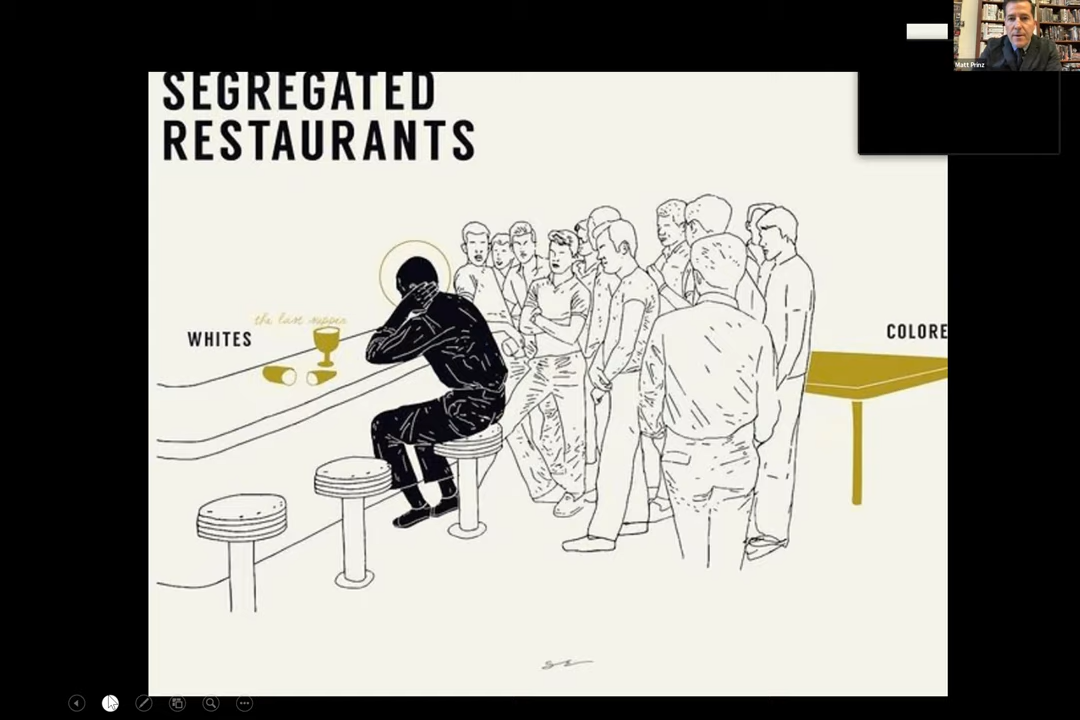 Matt Prinz
SEGREGATED
RESTAURANTS
the last supper
WHITES
COLORE